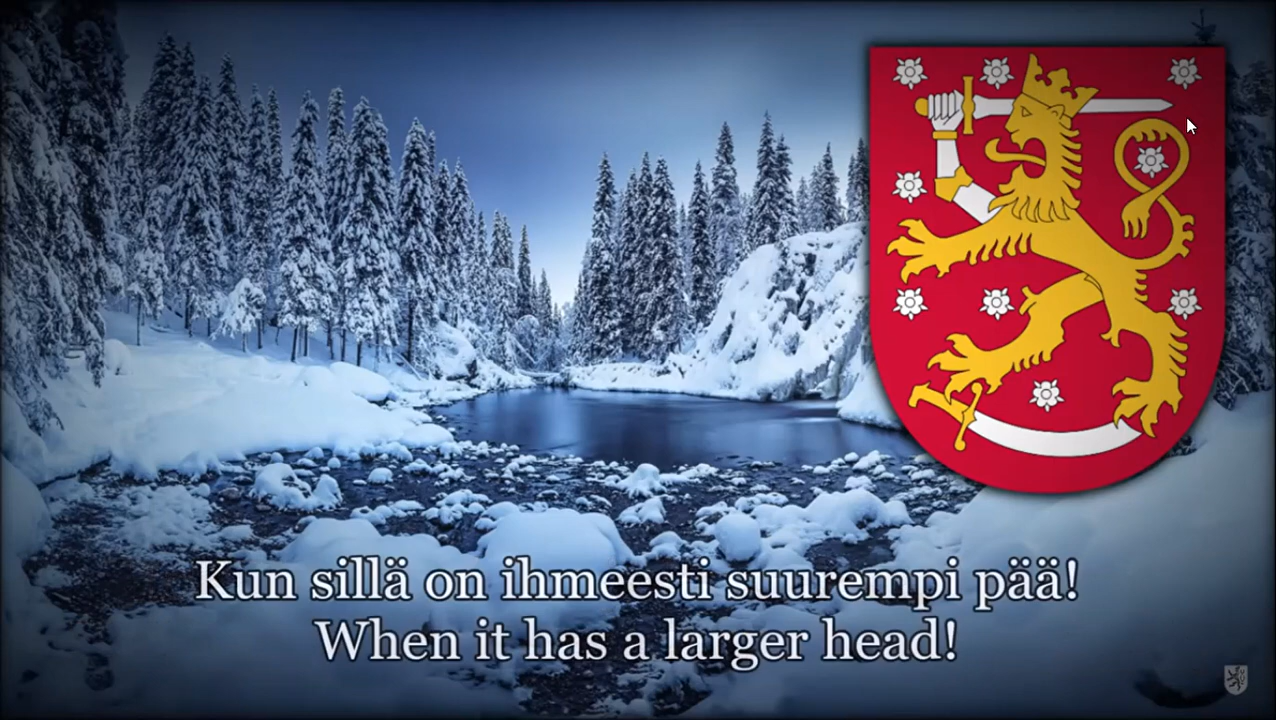 Kun sillä on ihmeesti suurempi pää!
When it has a larger head!